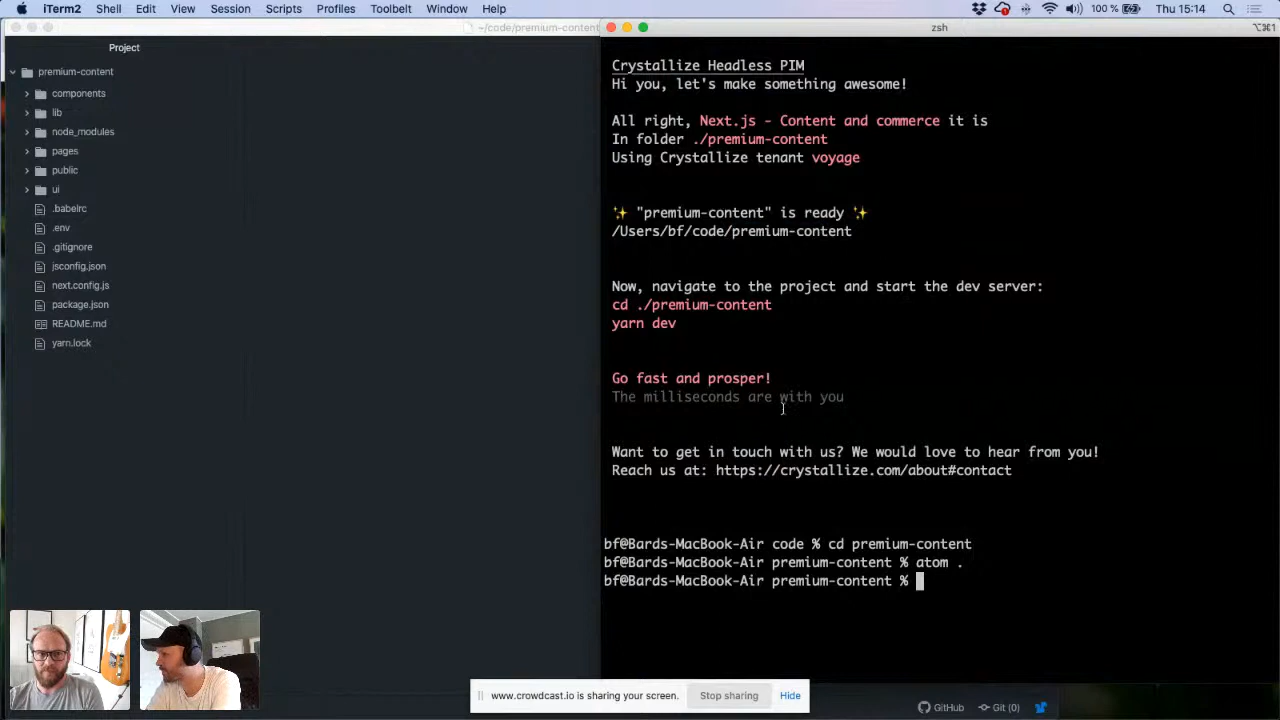 iTerm2 Shell Edit View Session Scripts Profiles Toolbelt Window Help 100 % Thu 15:14
~/code/premium-content
zsh
⌥⌘1
Project
premium-content
components
lib
node_modules
pages
public
ui
.babelrc
.env
.gitignore
jsconfig.json
next.config.js
package.json
README.md
yarn.lock
Crystallize Headless PIM
Hi you, let's make something awesome!
All right, Next.js - Content and commerce it is
In folder ./premium-content
Using Crystallize tenant voyage
✨ "premium-content" is ready ✨
/Users/bf/code/premium-content
Now, navigate to the project and start the dev server:
cd ./premium-content
yarn dev
Go fast and prosper!
The milliseconds are with you
Want to get in touch with us? We would love to hear from you!
Reach us at: https://crystallize.com/about#contact
bf@Bards-MacBook-Air code % cd premium-content
bf@Bards-MacBook-Air premium-content % atom .
bf@Bards-MacBook-Air premium-content %
www.crowdcast.io is sharing your screen. Stop sharing Hide
GitHub Git (0)